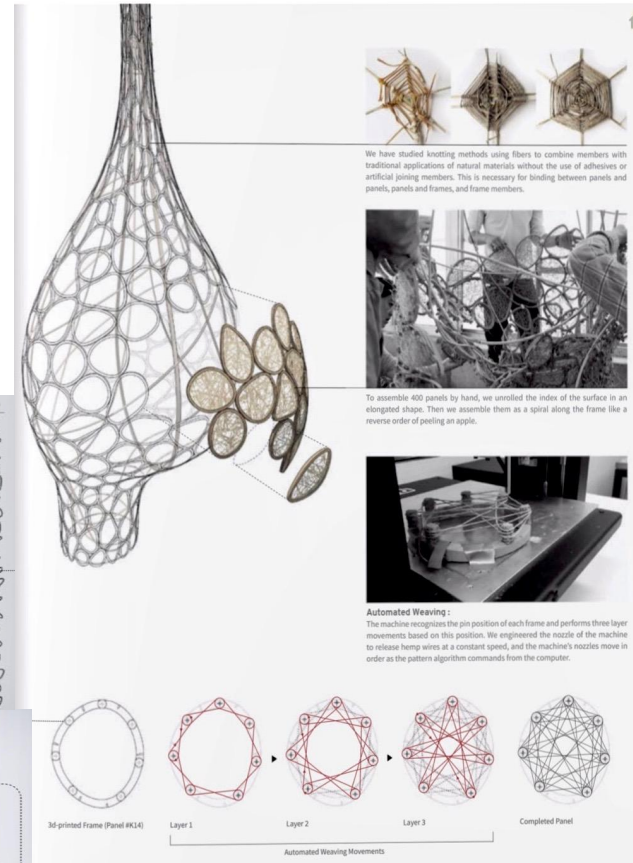 We have studied knotting methods using fibers to combine members with
traditional applications of natural materials without the use of adhesives or
artificial joining members. This is necessary for binding between panels and
panels, panels and frames, and frame members.
To assemble 400 panels by hand, we unrolled the index of the surface in an
elongated shape. Then we assemble them as a spiral along the frame like a
reverse order of peeling an apple.
Automated Weaving :
The machine recognizes the pin position of each frame and performs three layer
movements based on this position. We engineered the nozzle of the machine
to release hemp wires at a constant speed, and the machine's nozzles move in
order as the pattern algorithm commands from the computer.
3d-printed Frame (Panel #K14)
Layer 1
Layer 2
Layer 3
Completed Panel
Automated Weaving Movements